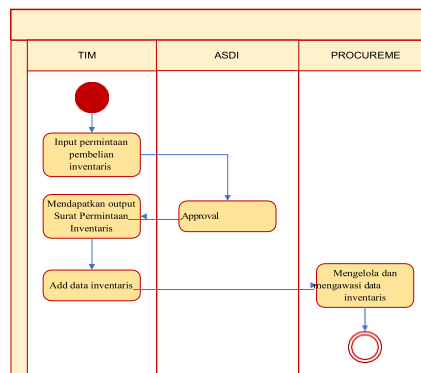 TIM
ASDI
PROCUREME
Input permintaan
pembelian
inventaris
Mendapatkan output
Surat Permintaan
Inventaris
Approval
Add data inventaris
Mengelola dan
mengawasi data
inventaris